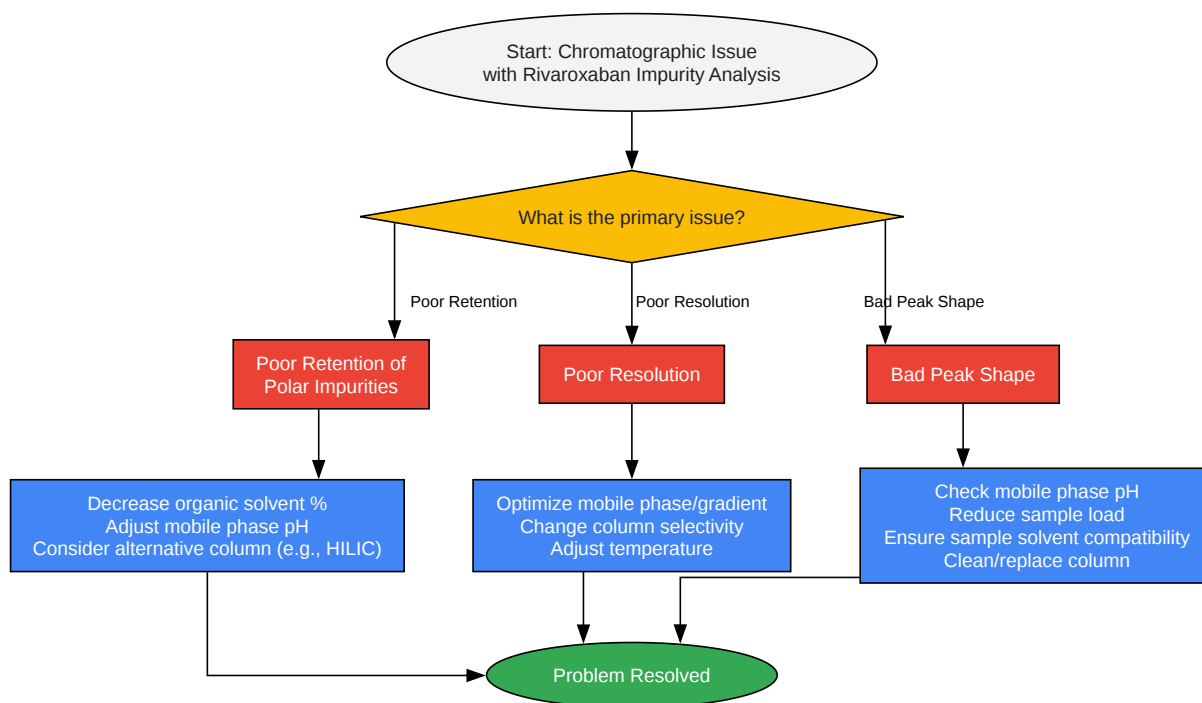 Start: Chromatographic Issue
with Rivaroxaban Impurity Analysis
What is the primary issue?
Poor Retention
Poor Resolution
Bad Peak Shape
Poor Retention of
Polar Impurities
Poor Resolution
Bad Peak Shape
Decrease organic solvent %
Adjust mobile phase pH
Consider alternative column (e.g., HILIC)
Optimize mobile phase/gradient
Change column selectivity
Adjust temperature
Check mobile phase pH
Reduce sample load
Ensure sample solvent compatibility
Clean/replace column
Problem Resolved